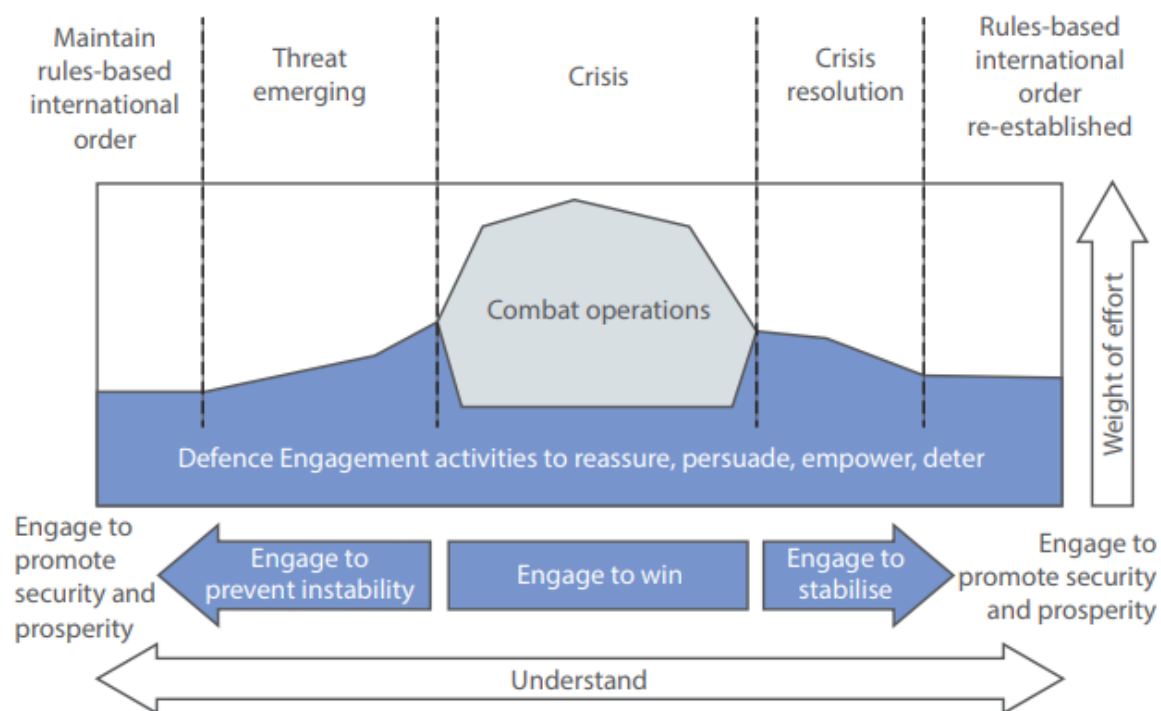 Maintain
rules-based
international
order
Threat
emerging
Crisis
Crisis
resolution
Rules-based
international
order
re-established
Combat operations
Weight of effort
Defence Engagement activities to reassure, persuade, empower, deter
Engage to
promote
security and
prosperity
Engage to
prevent instability
Engage to win
Engage to
stabilise
Engage to
promote security
and prosperity
Understand